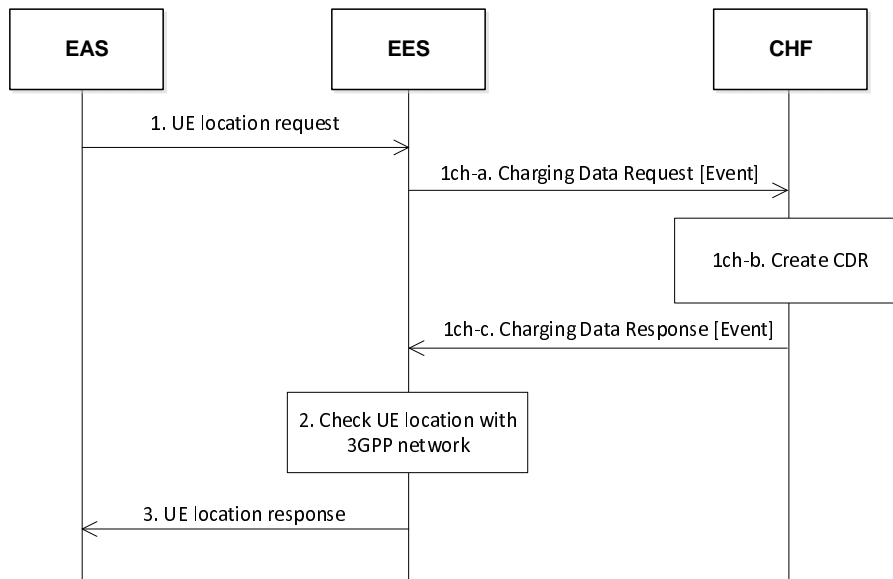 EAS
EES
CHF
1. UE location request
1ch-a. Charging Data Request [Event]
1ch-b. Create CDR
1ch-c. Charging Data Response [Event]
2. Check UE location with
3GPP network
3. UE location response